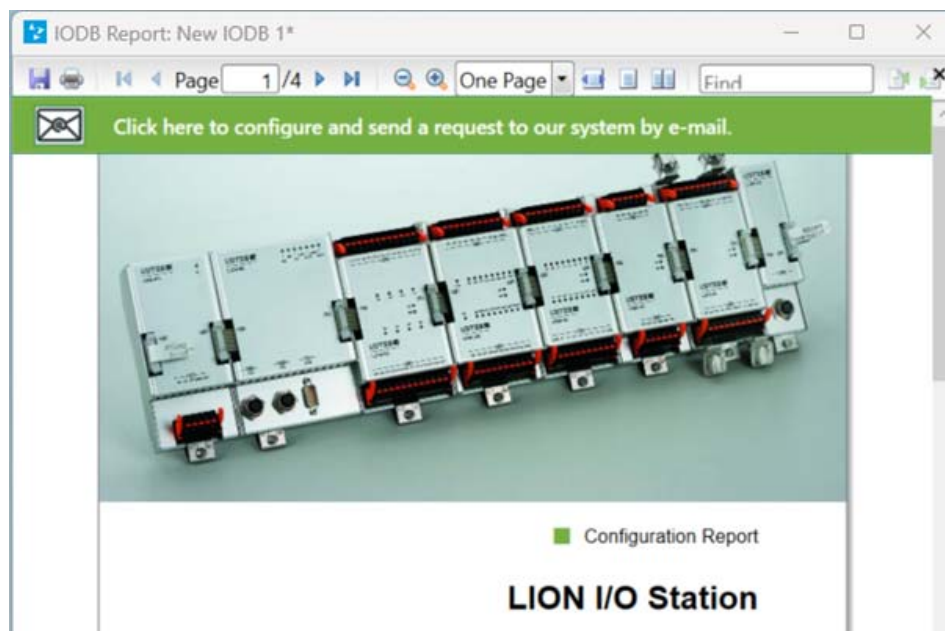 IODB Report: New IODB 1*
Page 1 /4 One Page Find
Click here to configure and send a request to our system by e-mail.
Configuration Report
LION I/O Station